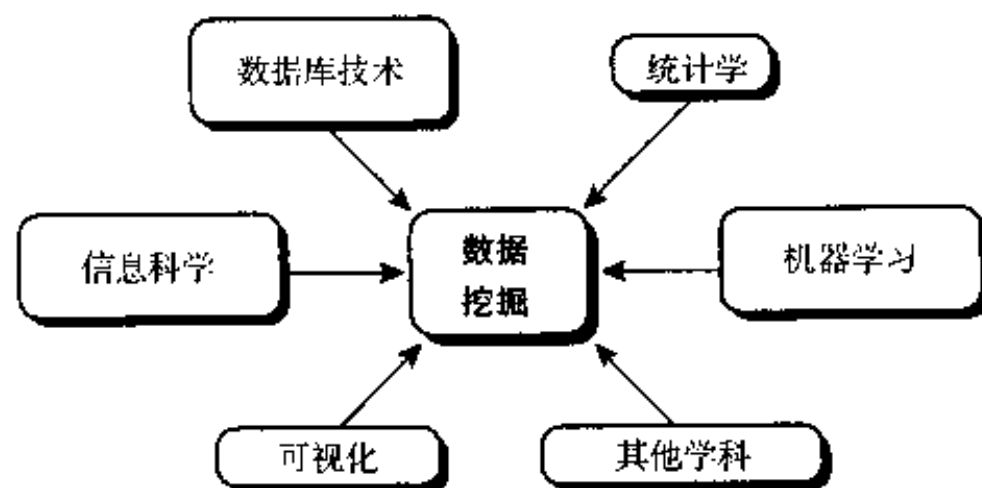 数据库技术
统计学
信息科学
数据
挖掘
机器学习
可视化
其他学科